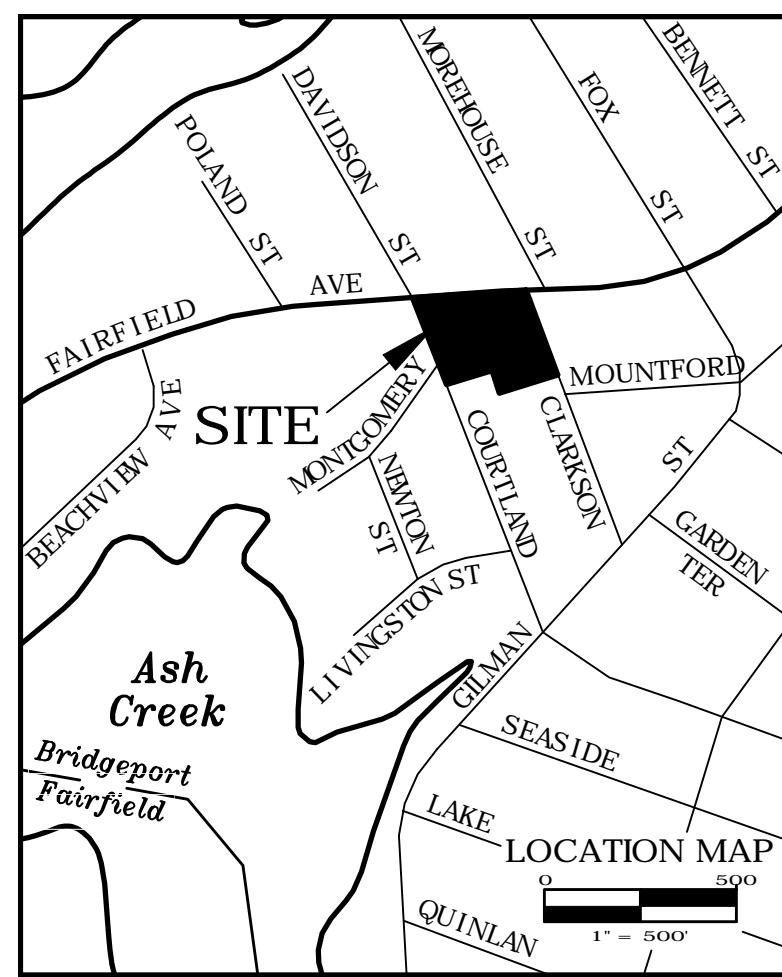 POLAND ST
DAVIDSON ST
MOREHOUSE ST
FOX ST
BENNETT ST
FAIRFIELD AVE
BEACHVIEW AVE
SITE
MONTGOMERY
MOUNTFORD
NEWTON ST
COURTLAND
CLARKSON
GILMAN ST
GARDEN TER
LIVINGSTON ST
Ash
Creek
Bridgeport
Fairfield
SEASIDE
LAKE
QUINLAN
LOCATION MAP
0 500
1" = 500'